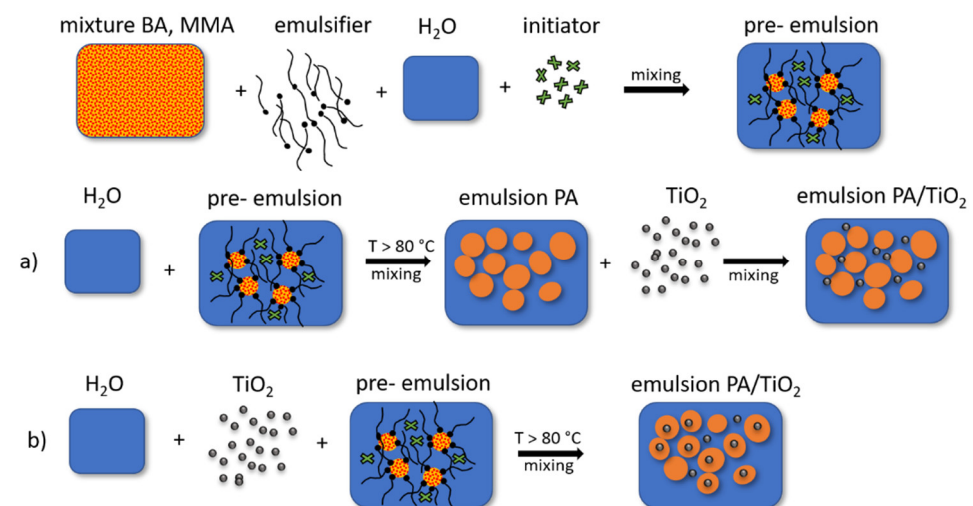 mixture BA, MMA emulsifier H₂O initiator pre- emulsion
+ + + mixing
H₂O pre- emulsion emulsion PA TiO₂ emulsion PA/TiO₂
a) + T > 80 °C mixing + mixing
H₂O TiO₂ pre- emulsion emulsion PA/TiO₂
b) + + T > 80 °C mixing